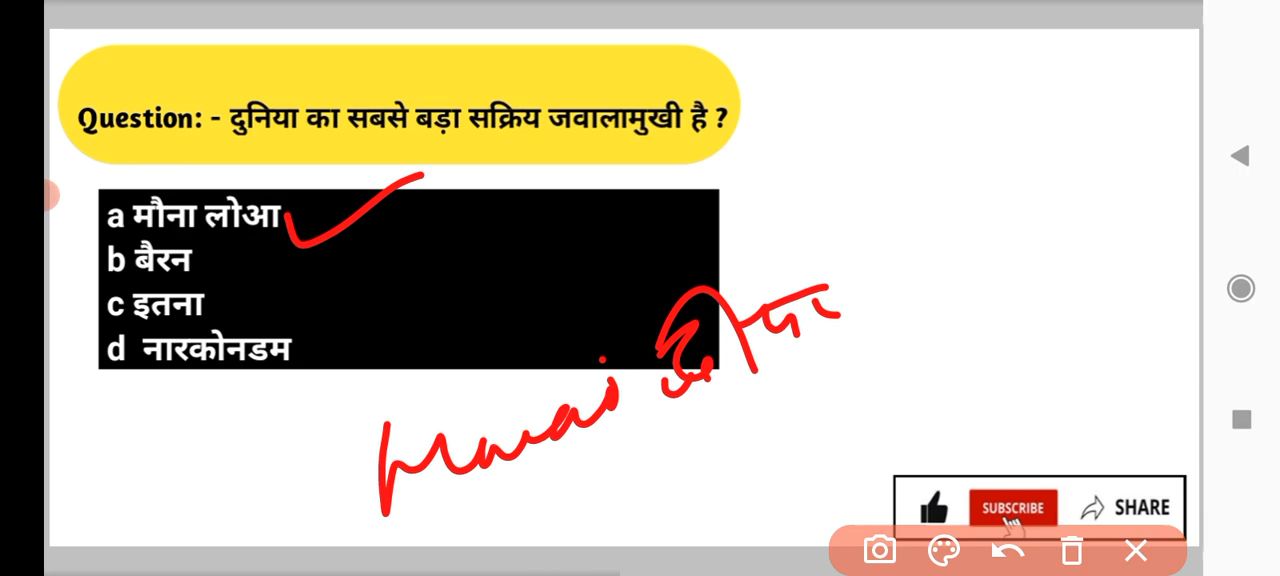 Question: - दुनिया का सबसे बड़ा सक्रिय जवालामुखी है ?
a मौना लोआ
b बैरन
c इतना
d नारकोनडम
SUBSCRIBE
SHARE